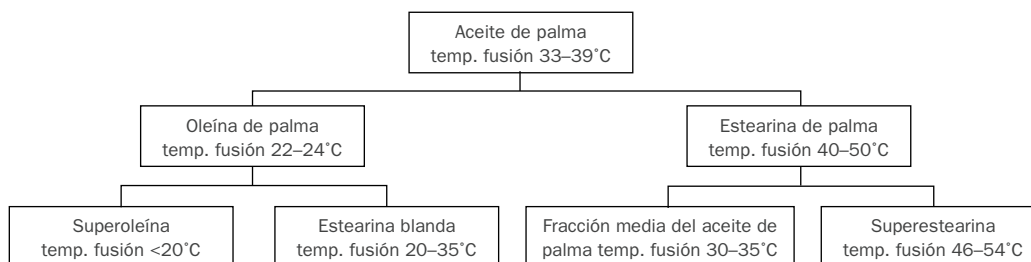 Aceite de palma
temp. fusión 33–39˚C
Oleína de palma
temp. fusión 22–24˚C
Estearina de palma
temp. fusión 40–50˚C
Superoleína
temp. fusión <20˚C
Estearina blanda
temp. fusión 20–35˚C
Fracción media del aceite de
palma temp. fusión 30–35˚C
Superestearina
temp. fusión 46–54˚C